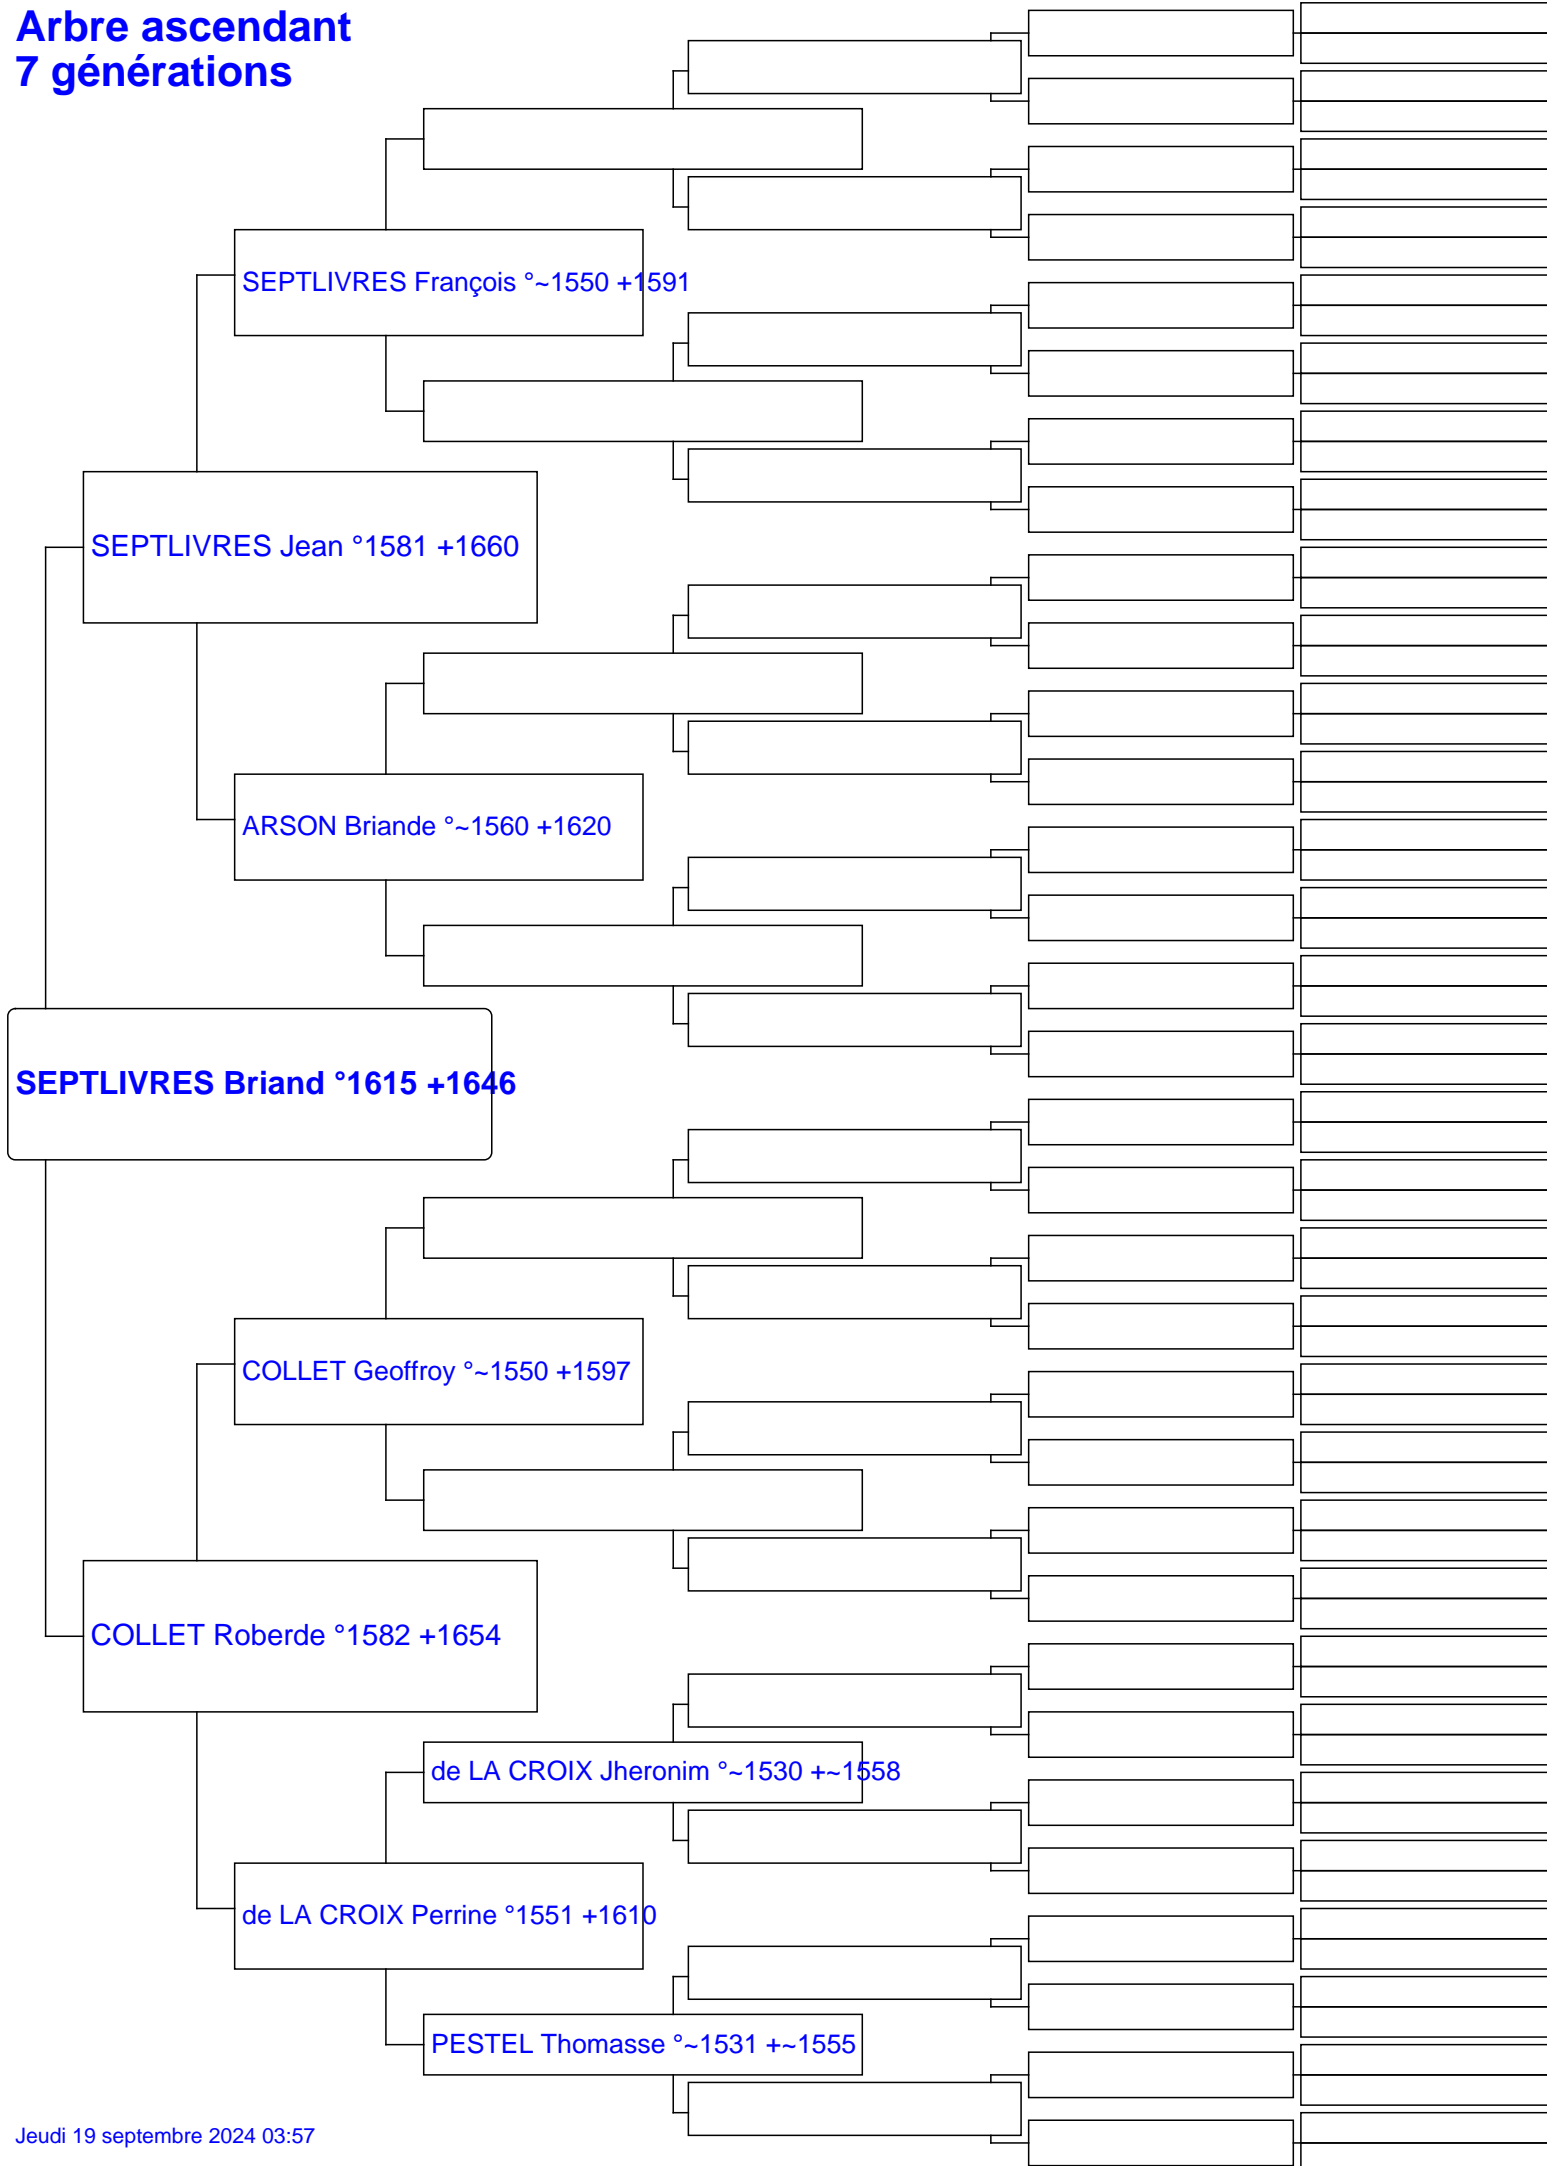 Arbre ascendant
7 générations
SEPTLIVRES François °~1550 +1591
SEPTLIVRES Jean °1581 +1660
ARSON Briande °~1560 +1620
SEPTLIVRES Briand °1615 +1646
COLLET Geoffroy °~1550 +1597
COLLET Roberde °1582 +1654
de LA CROIX Jheronim °~1530 +~1558
de LA CROIX Perrine °1551 +1610
PESTEL Thomasse °~1531 +~1555
Jeudi 19 septembre 2024 03:57